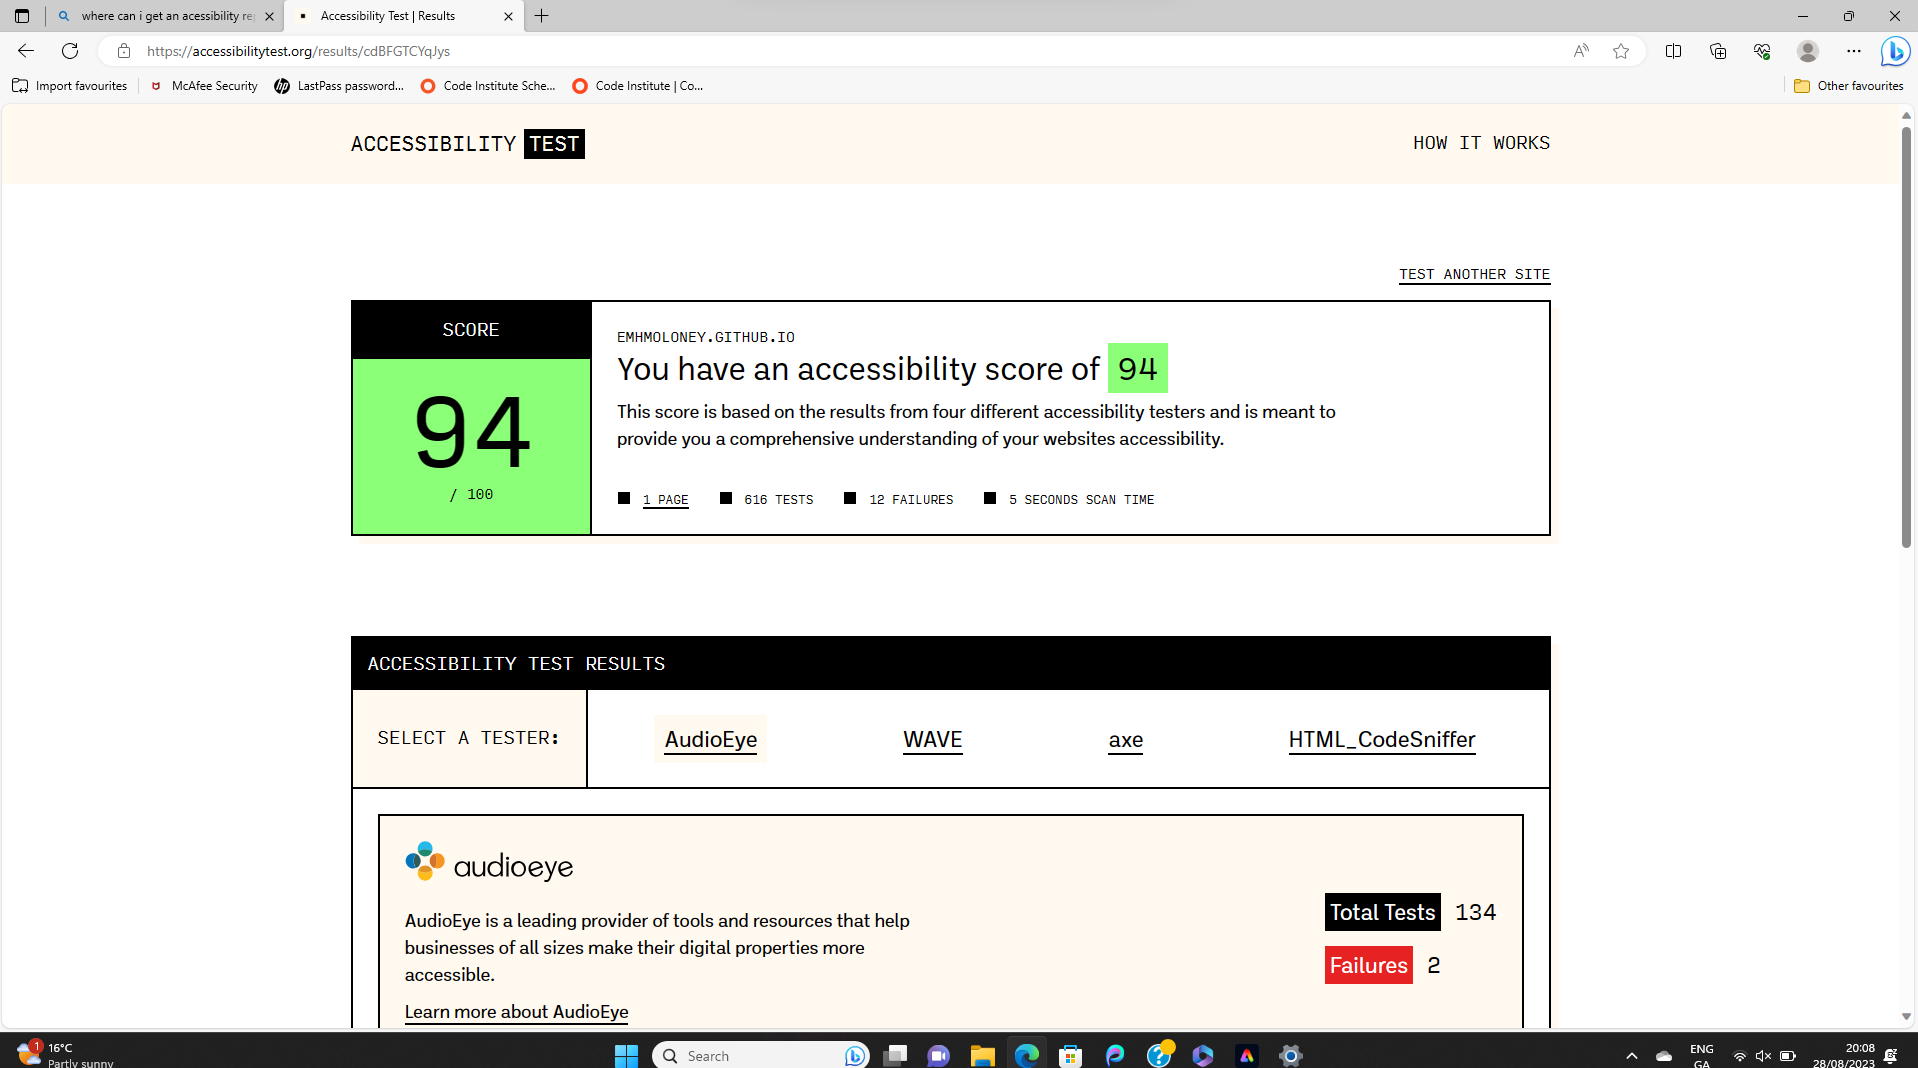 where can i get an acessibility re
Accessibility Test | Results
https://accessibilitytest.org/results/cdBFGTCYqJys
Import favourites
McAfee Security
LastPass password...
Code Institute Sche...
Code Institute | Co...
Other favourites
ACCESSIBILITY TEST
HOW IT WORKS
TEST ANOTHER SITE
SCORE
94
/ 100
EMHMOLONEY.GITHUB.IO
You have an accessibility score of 94
This score is based on the results from four different accessibility testers and is meant to
provide you a comprehensive understanding of your websites accessibility.
1 PAGE
616 TESTS
12 FAILURES
5 SECONDS SCAN TIME
ACCESSIBILITY TEST RESULTS
SELECT A TESTER:
AudioEye
WAVE
axe
HTML_CodeSniffer
audioeye
AudioEye is a leading provider of tools and resources that help
businesses of all sizes make their digital properties more
accessible.
Learn more about AudioEye
Total Tests 134
Failures 2
1
16°C
Partly sunny
Search
ENG
GA
20:08
28/08/2023